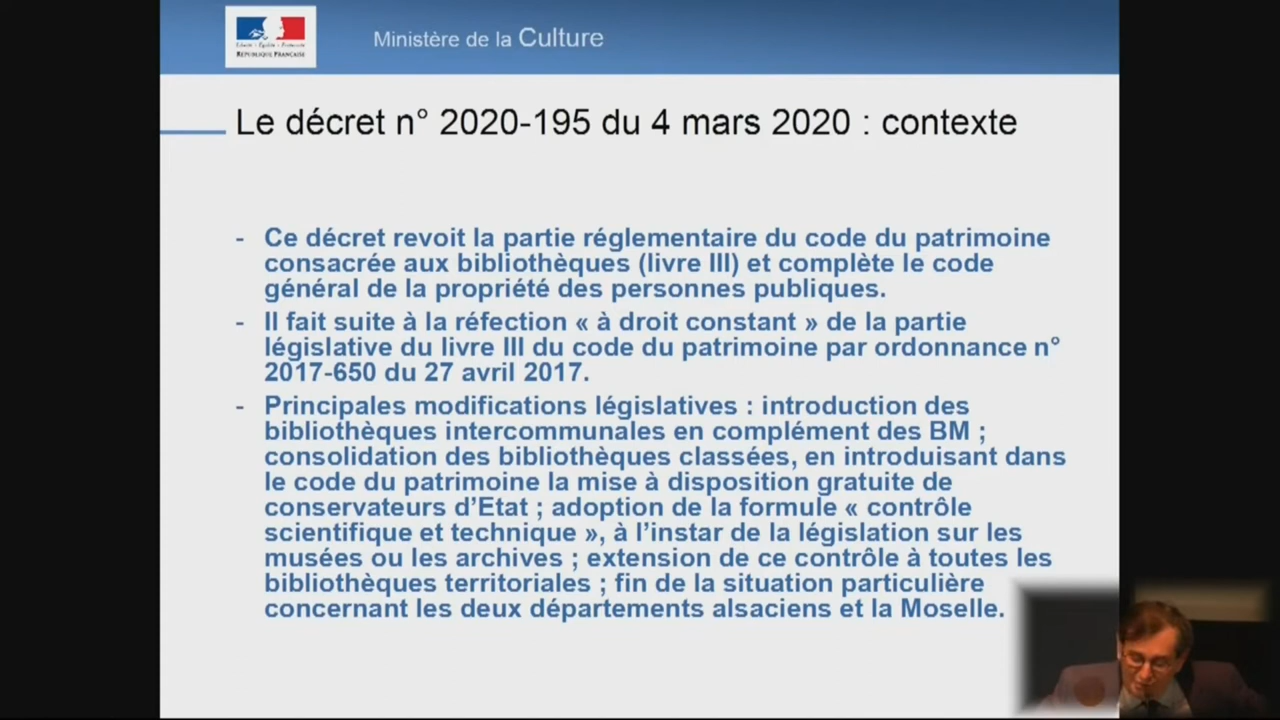 Liberté • Égalité • Fraternité
RÉPUBLIQUE FRANÇAISE
Ministère de la Culture
Le décret n° 2020-195 du 4 mars 2020 : contexte
- Ce décret revoit la partie réglementaire du code du patrimoine
consacrée aux bibliothèques (livre III) et complète le code
général de la propriété des personnes publiques.
- Il fait suite à la réfection « à droit constant » de la partie
législative du livre III du code du patrimoine par ordonnance n°
2017-650 du 27 avril 2017.
- Principales modifications législatives : introduction des
bibliothèques intercommunales en complément des BM ;
consolidation des bibliothèques classées, en introduisant dans
le code du patrimoine la mise à disposition gratuite de
conservateurs d'Etat ; adoption de la formule « contrôle
scientifique et technique », à l'instar de la législation sur les
musées ou les archives ; extension de ce contrôle à toutes les
bibliothèques territoriales ; fin de la situation particulière
concernant les deux départements alsaciens et la Moselle.